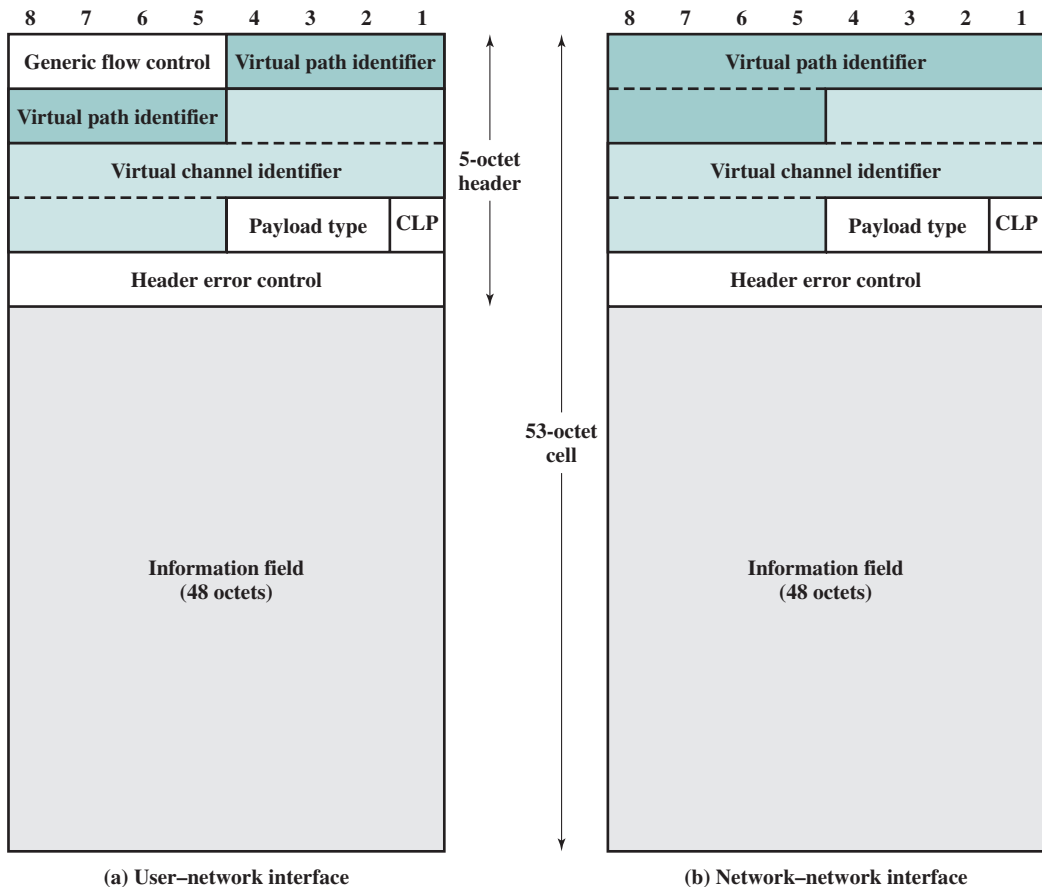 8 7 6 5 4 3 2 1
Generic flow control
Virtual path identifier
Virtual path identifier
Virtual channel identifier
Payload type
CLP
Header error control
Information field
(48 octets)
(a) User–network interface
5-octet
header
53-octet
cell
8 7 6 5 4 3 2 1
Virtual path identifier
Virtual channel identifier
Payload type
CLP
Header error control
Information field
(48 octets)
(b) Network–network interface